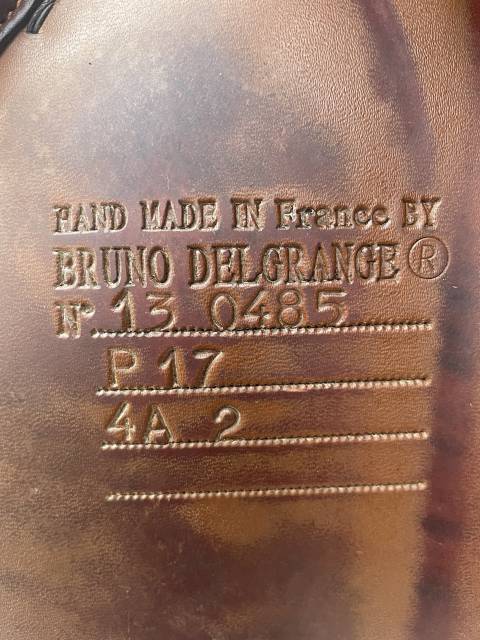 HAND MADE IN France BY
BRUNO DELGRANGE ®
N° 13 0485
P 17
4A 2